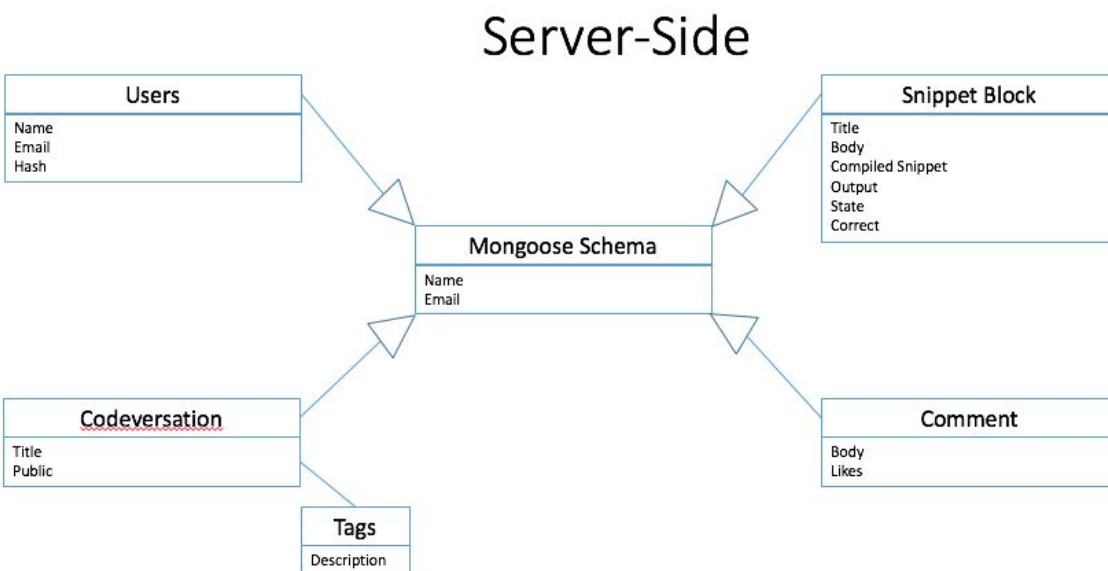 Server-Side
Users
Name
Email
Hash
Snippet Block
Title
Body
Compiled Snippet
Output
State
Correct
Mongoose Schema
Name
Email
Codeversation
Title
Public
Comment
Body
Likes
Tags
Description